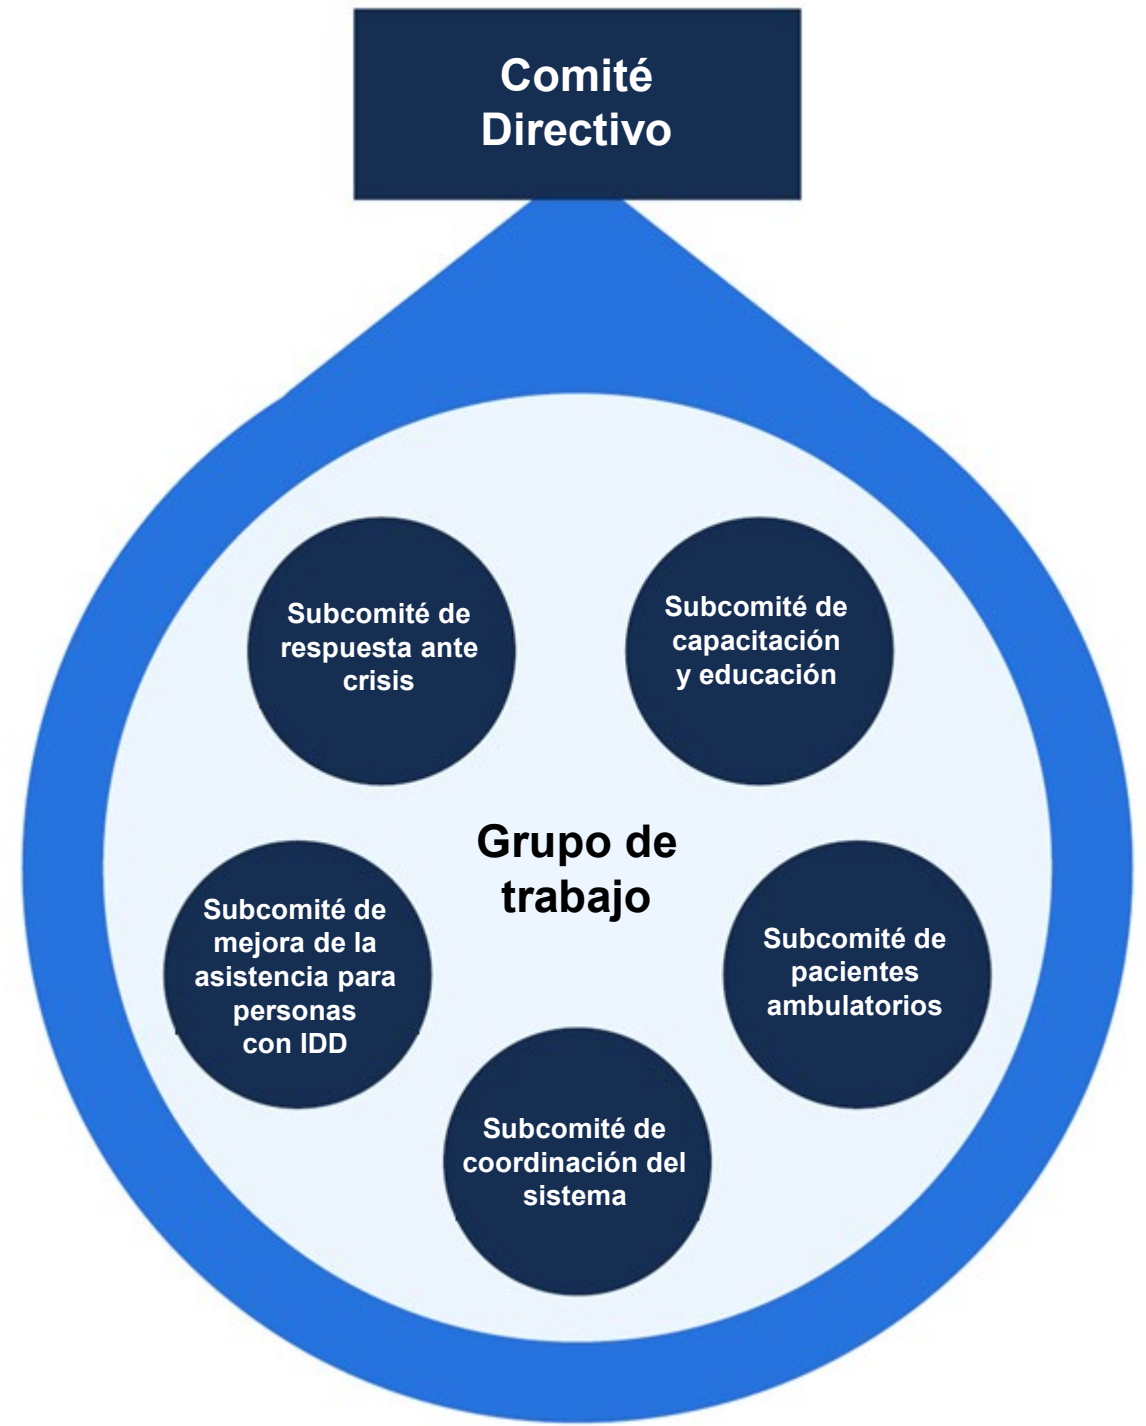 Comité
Directivo
Subcomité de
respuesta ante
crisis
Subcomité de
capacitación
y educación
Grupo de
trabajo
Subcomité de
mejora de la
asistencia para
personas
con IDD
Subcomité de
pacientes
ambulatorios
Subcomité de
coordinación del
sistema